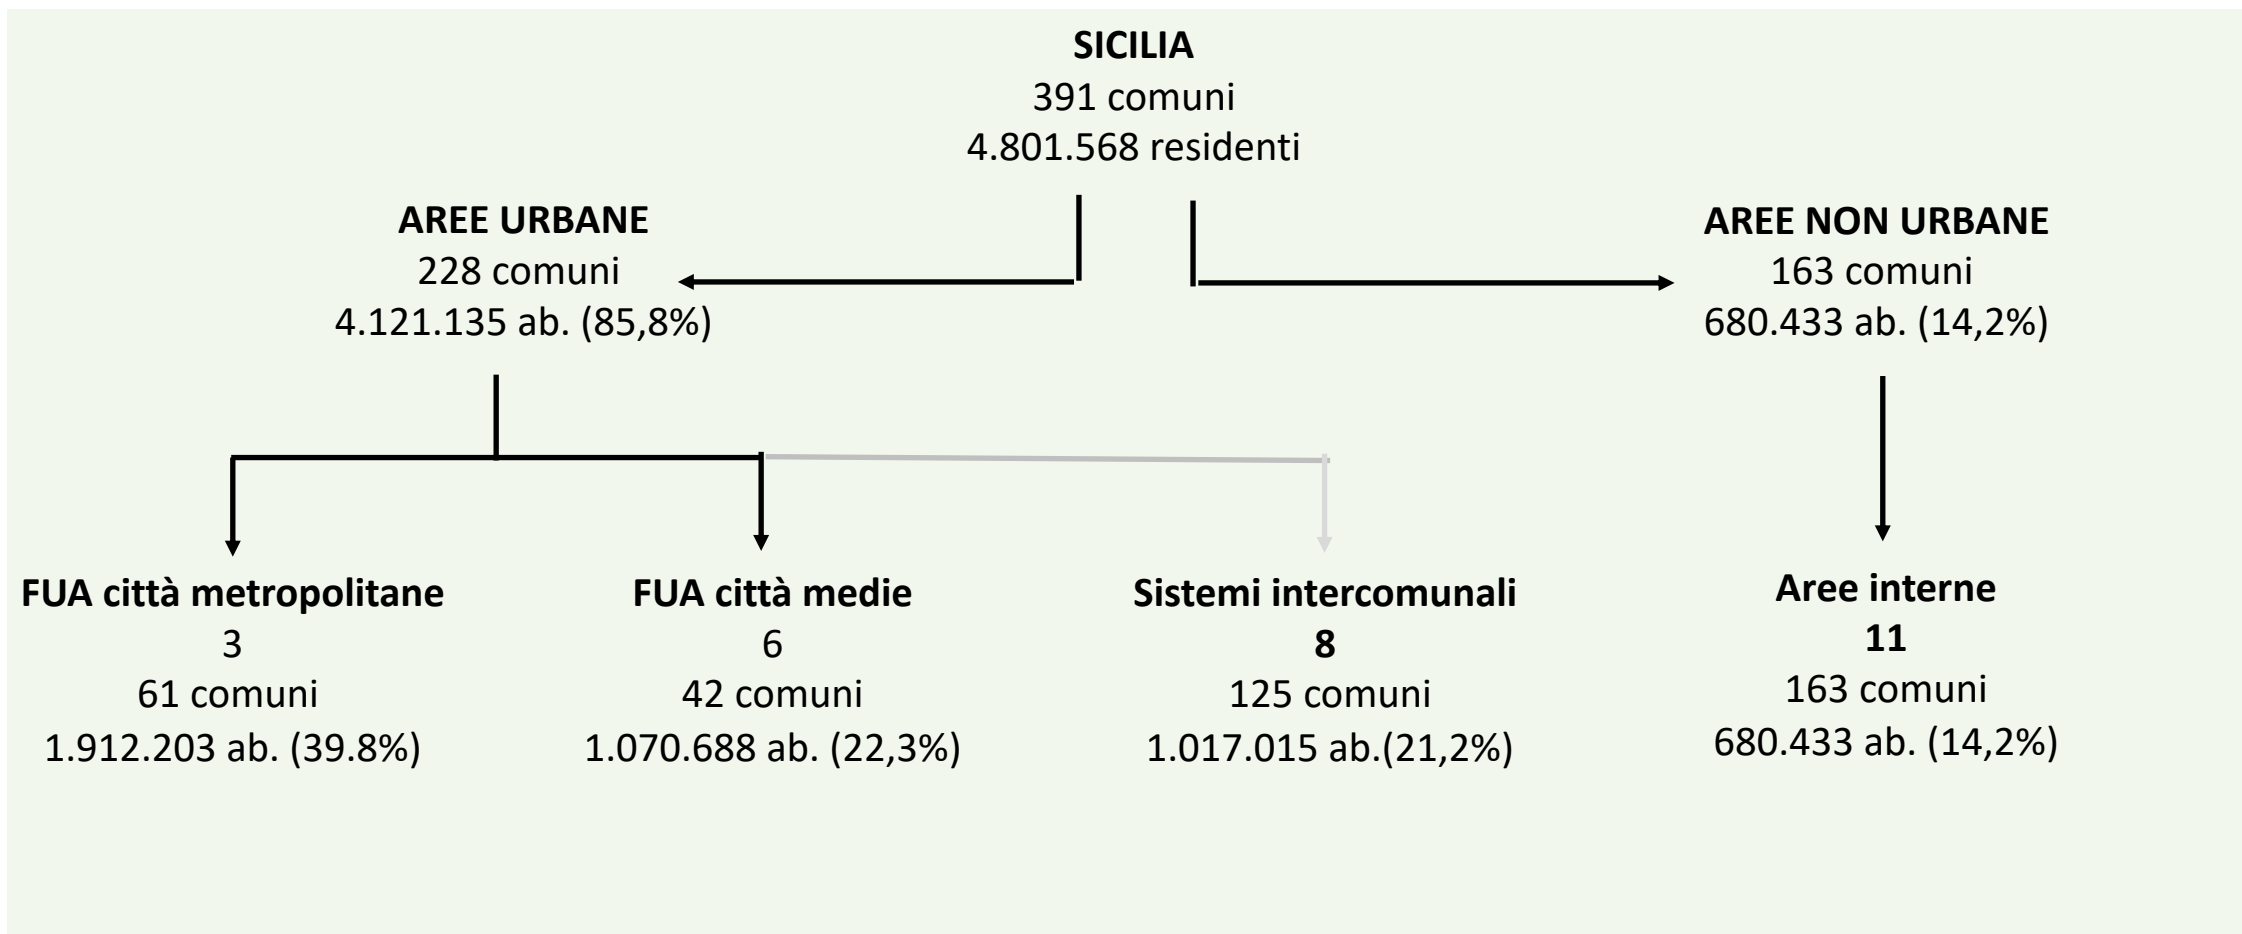 SICILIA
391 comuni
4.801.568 residenti
AREE URBANE
228 comuni
4.121.135 ab. (85,8%)
AREE NON URBANE
163 comuni
680.433 ab. (14,2%)
FUA città metropolitane
3
61 comuni
1.912.203 ab. (39.8%)
FUA città medie
6
42 comuni
1.070.688 ab. (22,3%)
Sistemi intercomunali
8
125 comuni
1.017.015 ab.(21,2%)
Aree interne
11
163 comuni
680.433 ab. (14,2%)